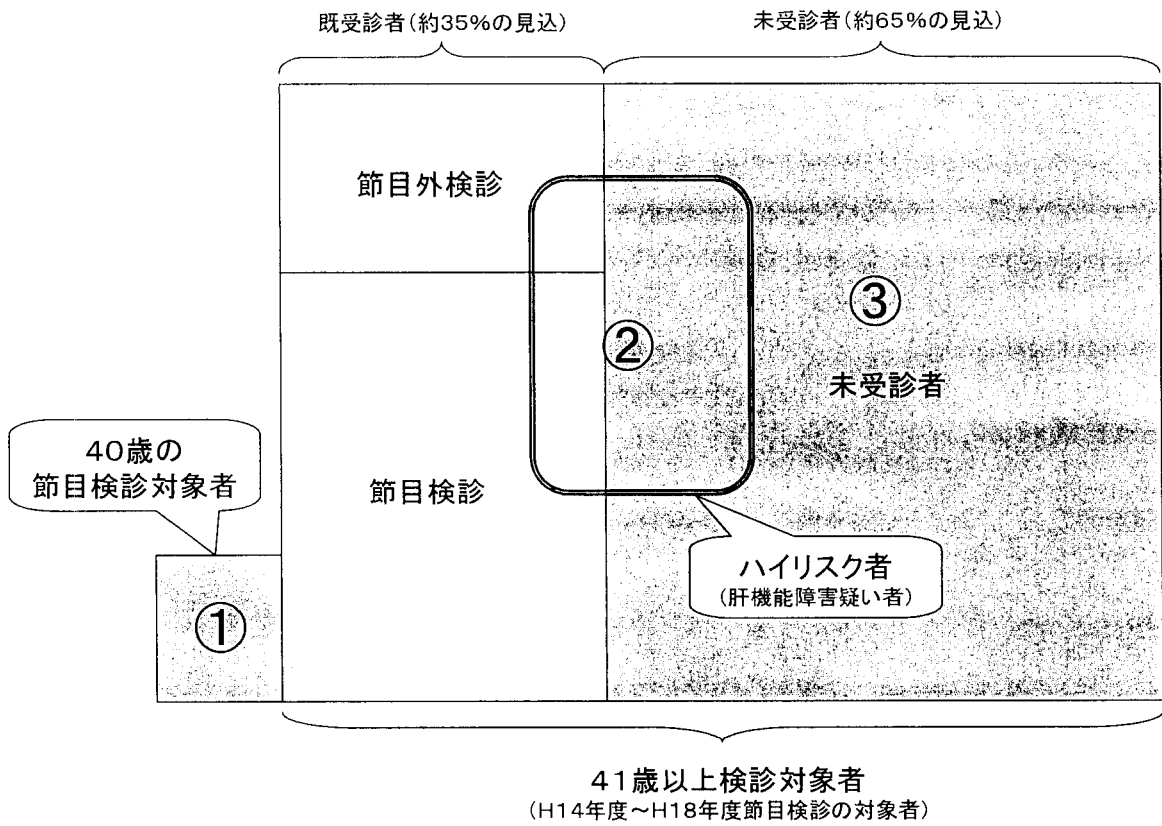 既受診者(約35%の見込)
未受診者(約65%の見込)
節目外検診
②
③
未受診者
40歳の
節目検診対象者
節目検診
ハイリスク者
(肝機能障害疑い者)
①
41歳以上検診対象者
(H14年度～H18年度節目検診の対象者)